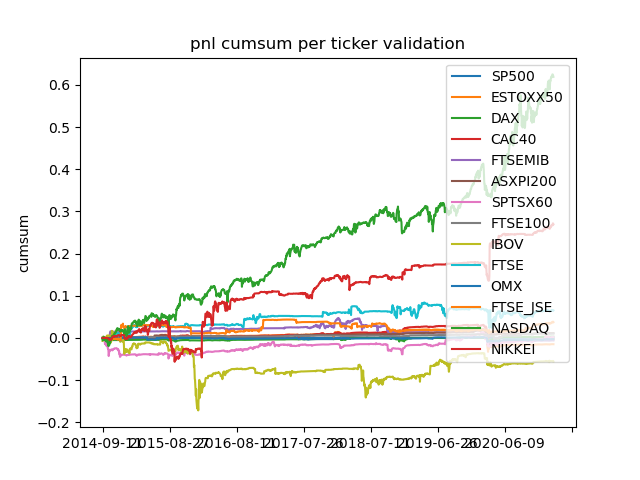 pnl cumsum per ticker validation
cumsum
0.6
0.5
0.4
0.3
0.2
0.1
0.0
−0.1
−0.2
SP500
ESTOXX50
DAX
CAC40
FTSEMIB
ASXPI200
SPTSX60
FTSE100
IBOV
FTSE
OMX
FTSE_JSE
NASDAQ
NIKKEI
2014-09-11 2015-08-27 2016-08-11 2017-07-26 2018-07-11 2019-06-26 2020-06-09